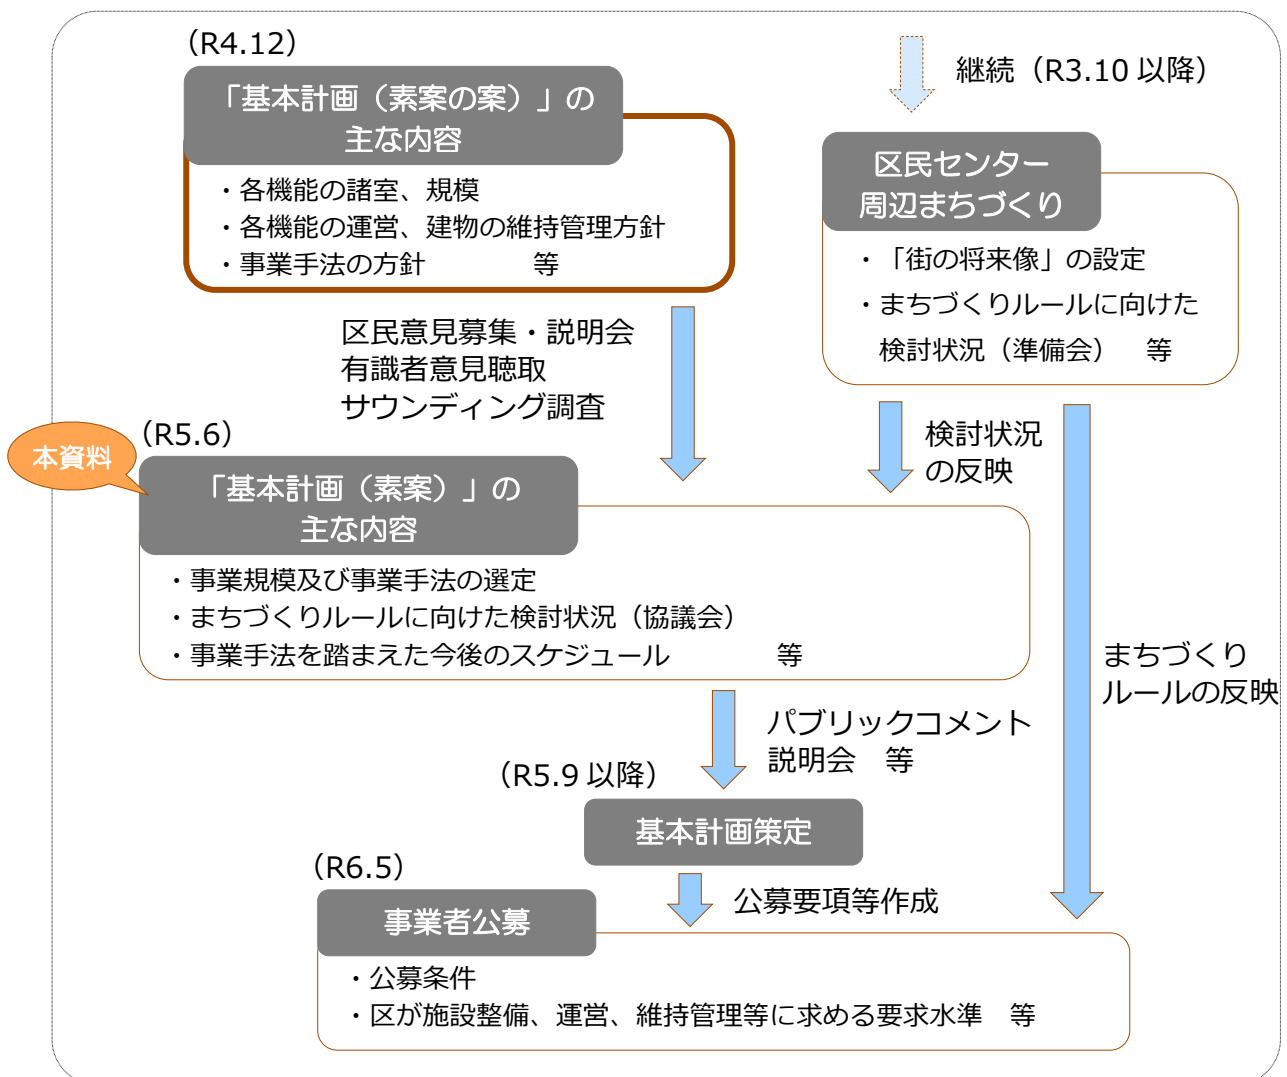 （R4.12）
「基本計画（素案の案）」の
主な内容
・各機能の諸室、規模
・各機能の運営、建物の維持管理方針
・事業手法の方針　　　　等
継続（R3.10 以降）
区民センター
周辺まちづくり
・「街の将来像」の設定
・まちづくりルールに向けた
検討状況（準備会）　等
区民意見募集・説明会
有識者意見聴取
サウンディング調査
検討状況
の反映
本資料
（R5.6）
「基本計画（素案）」の
主な内容
・事業規模及び事業手法の選定
・まちづくりルールに向けた検討状況（協議会）
・事業手法を踏まえた今後のスケジュール　　　　等
まちづくり
ルールの反映
パブリックコメント
説明会　等
（R5.9 以降）
基本計画策定
公募要項等作成
（R6.5）
事業者公募
・公募条件
・区が施設整備、運営、維持管理等に求める要求水準　等